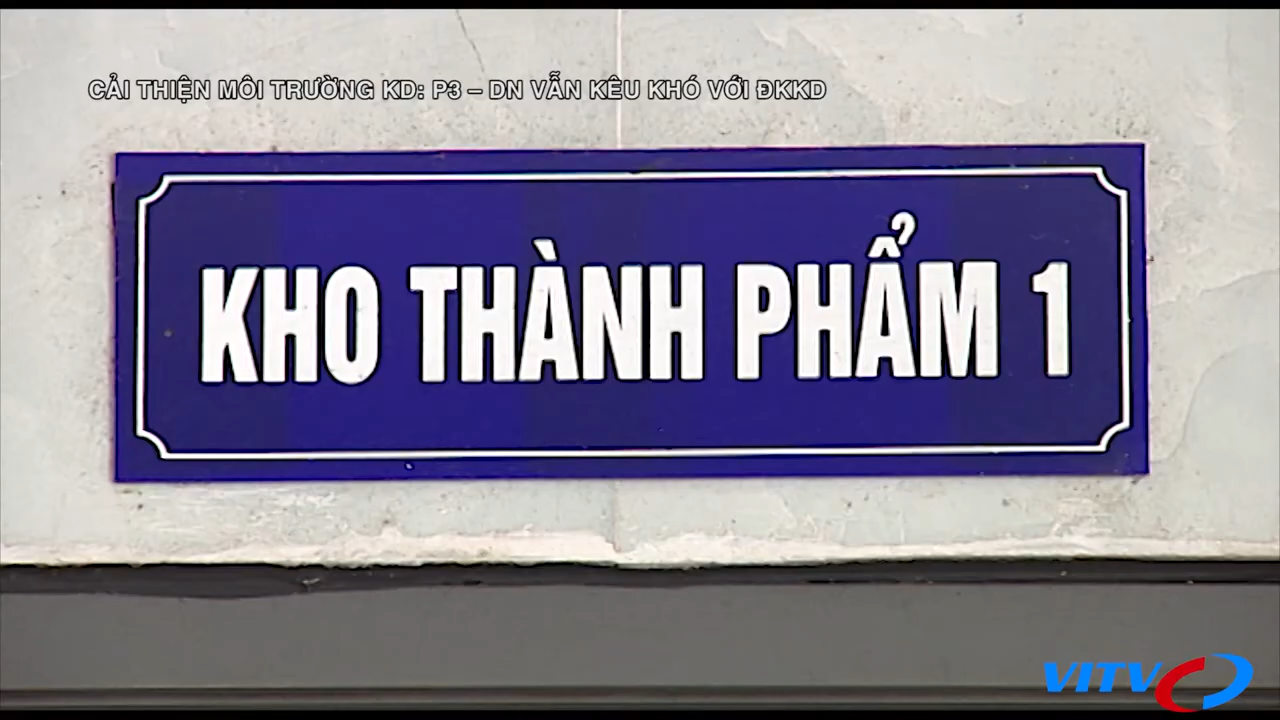 CẢI THIỆN MÔI TRƯỜNG KD: P3 – DN VẪN KÊU KHÓ VỚI ĐKKD
KHO THÀNH PHẨM 1
VITV